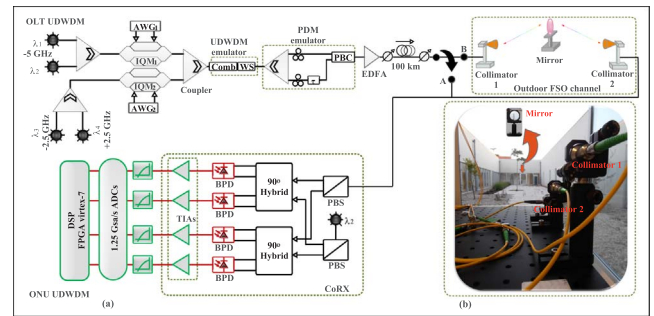 OLT UDWDM
λ1
-5 GHz
λ2
AWG1
IQM1
IQM2
AWG2
λ3
-2.5 GHz
λ4
+2.5 GHz
Coupler
UDWDM
emulator
Comb
WS
PDM
emulator
τ
PBC
EDFA
100 km
B
A
Collimator
1
Mirror
Collimator
2
Outdoor FSO channel
DSP
FPGA virtex-7
1.25 Gsa/s ADCs
TIAs
BPD
BPD
BPD
BPD
90º
Hybrid
90º
Hybrid
PBS
λ2
PBS
CoRX
ONU UDWDM
(a)
Mirror
Collimator 1
Collimator 2
(b)